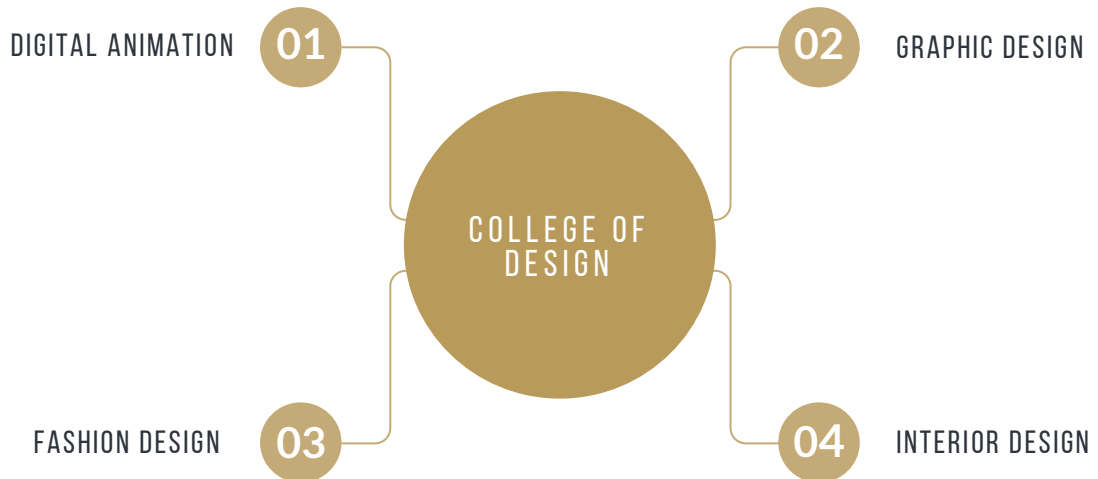 DIGITAL ANIMATION 01
02 GRAPHIC DESIGN
COLLEGE OF
DESIGN
FASHION DESIGN 03
04 INTERIOR DESIGN